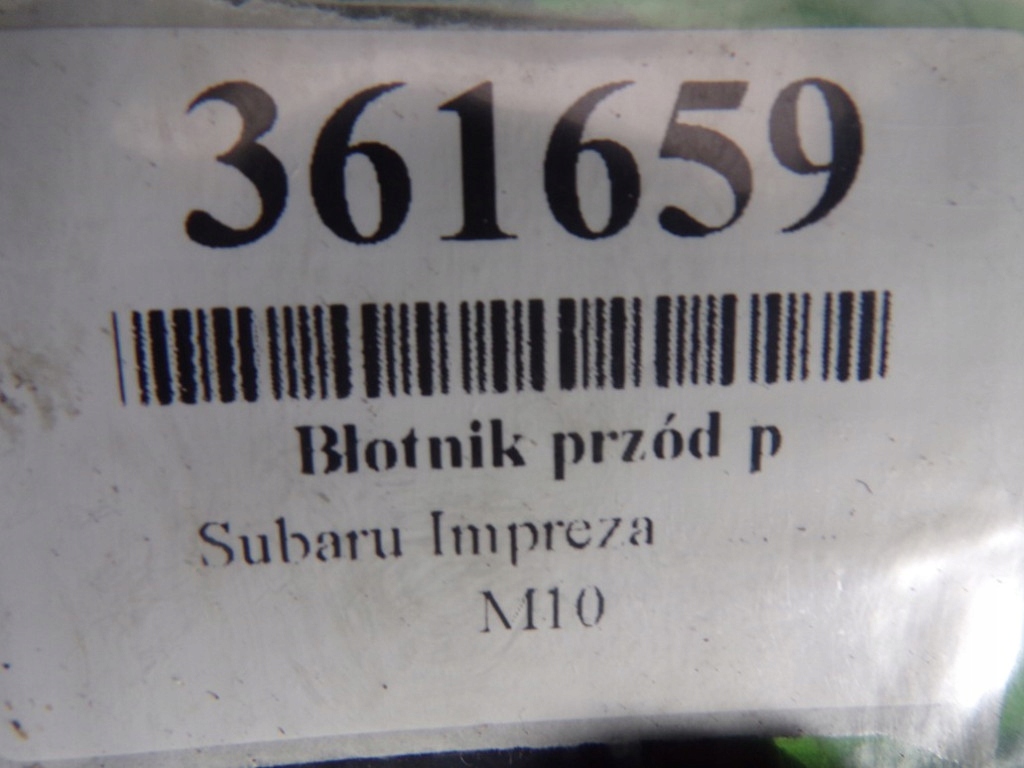 361659
Błotnik przód p
Subaru Impreza
M10